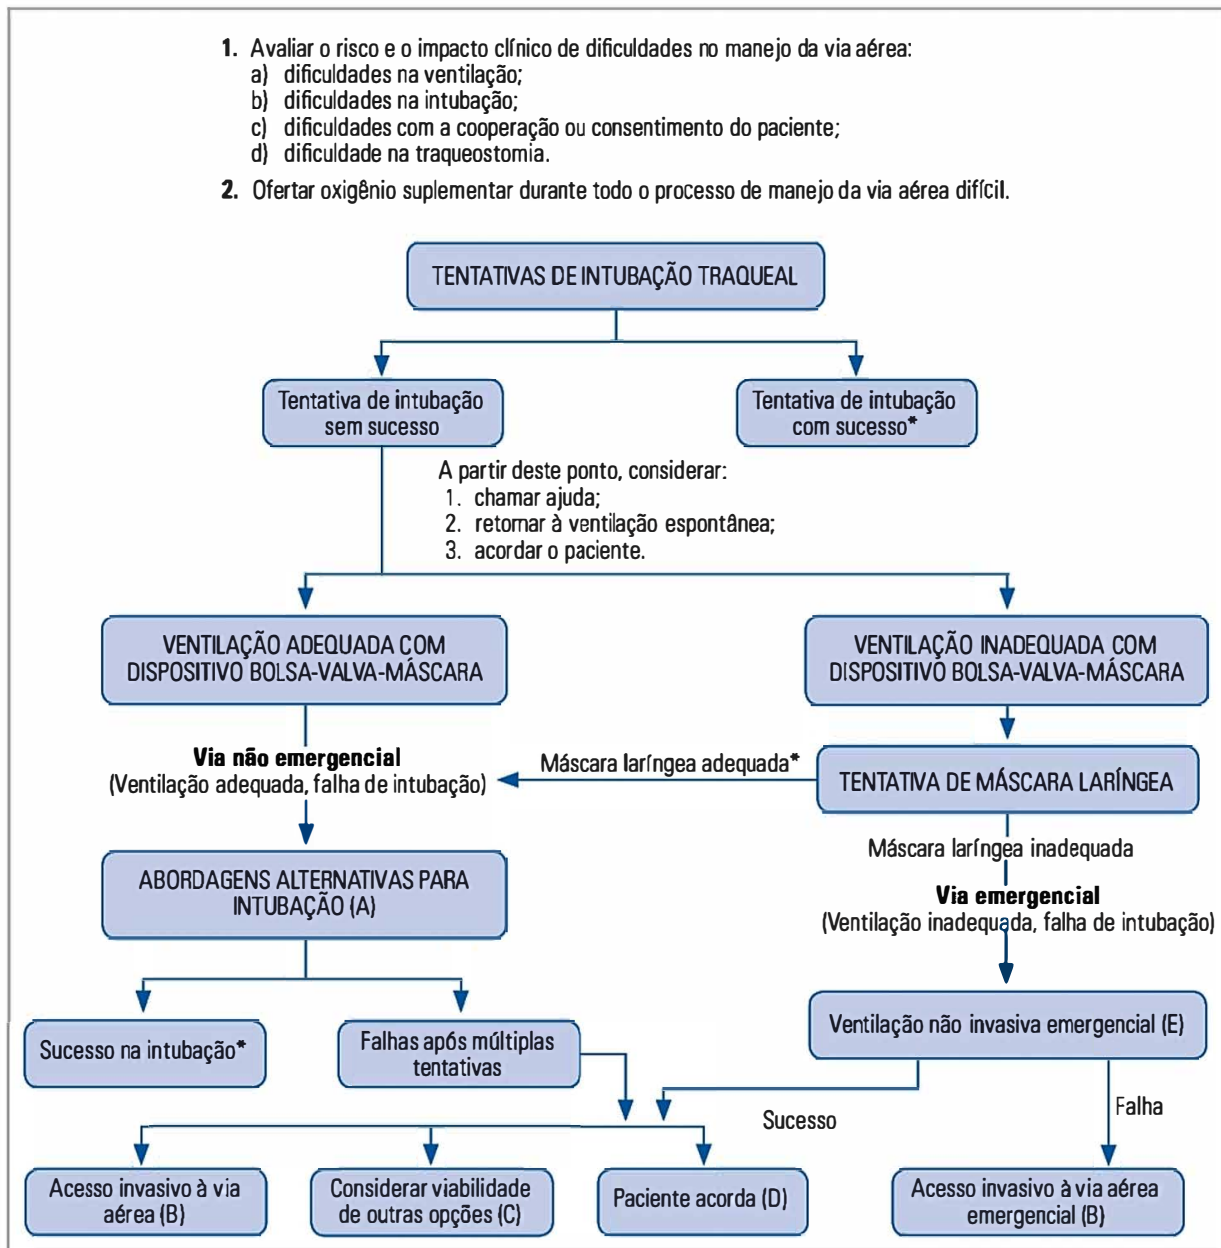 1. Avaliar o risco e o impacto clínico de dificuldades no manejo da via aérea:
a) dificuldades na ventilação;
b) dificuldades na intubação;
c) dificuldades com a cooperação ou consentimento do paciente;
d) dificuldade na traqueostomia.
2. Ofertar oxigênio suplementar durante todo o processo de manejo da via aérea difícil.
TENTATIVAS DE INTUBAÇÃO TRAQUEAL
Tentativa de intubação
sem sucesso
Tentativa de intubação
com sucesso*
A partir deste ponto, considerar:
1. chamar ajuda;
2. retornar à ventilação espontânea;
3. acordar o paciente.
VENTILAÇÃO ADEQUADA COM
DISPOSITIVO BOLSA-VALVA-MÁSCARA
VENTILAÇÃO INADEQUADA COM
DISPOSITIVO BOLSA-VALVA-MÁSCARA
Via não emergencial
(Ventilação adequada, falha de intubação)
Máscara laríngea adequada*
TENTATIVA DE MÁSCARA LARÍNGEA
Máscara laríngea inadequada
Via emergencial
(Ventilação inadequada, falha de intubação)
ABORDAGENS ALTERNATIVAS PARA
INTUBAÇÃO (A)
Sucesso na intubação*
Falhas após múltiplas
tentativas
Ventilação não invasiva emergencial (E)
Sucesso
Falha
Acesso invasivo à via
aérea (B)
Considerar viabilidade
de outras opções (C)
Paciente acorda (D)
Acesso invasivo à via aérea
emergencial (B)